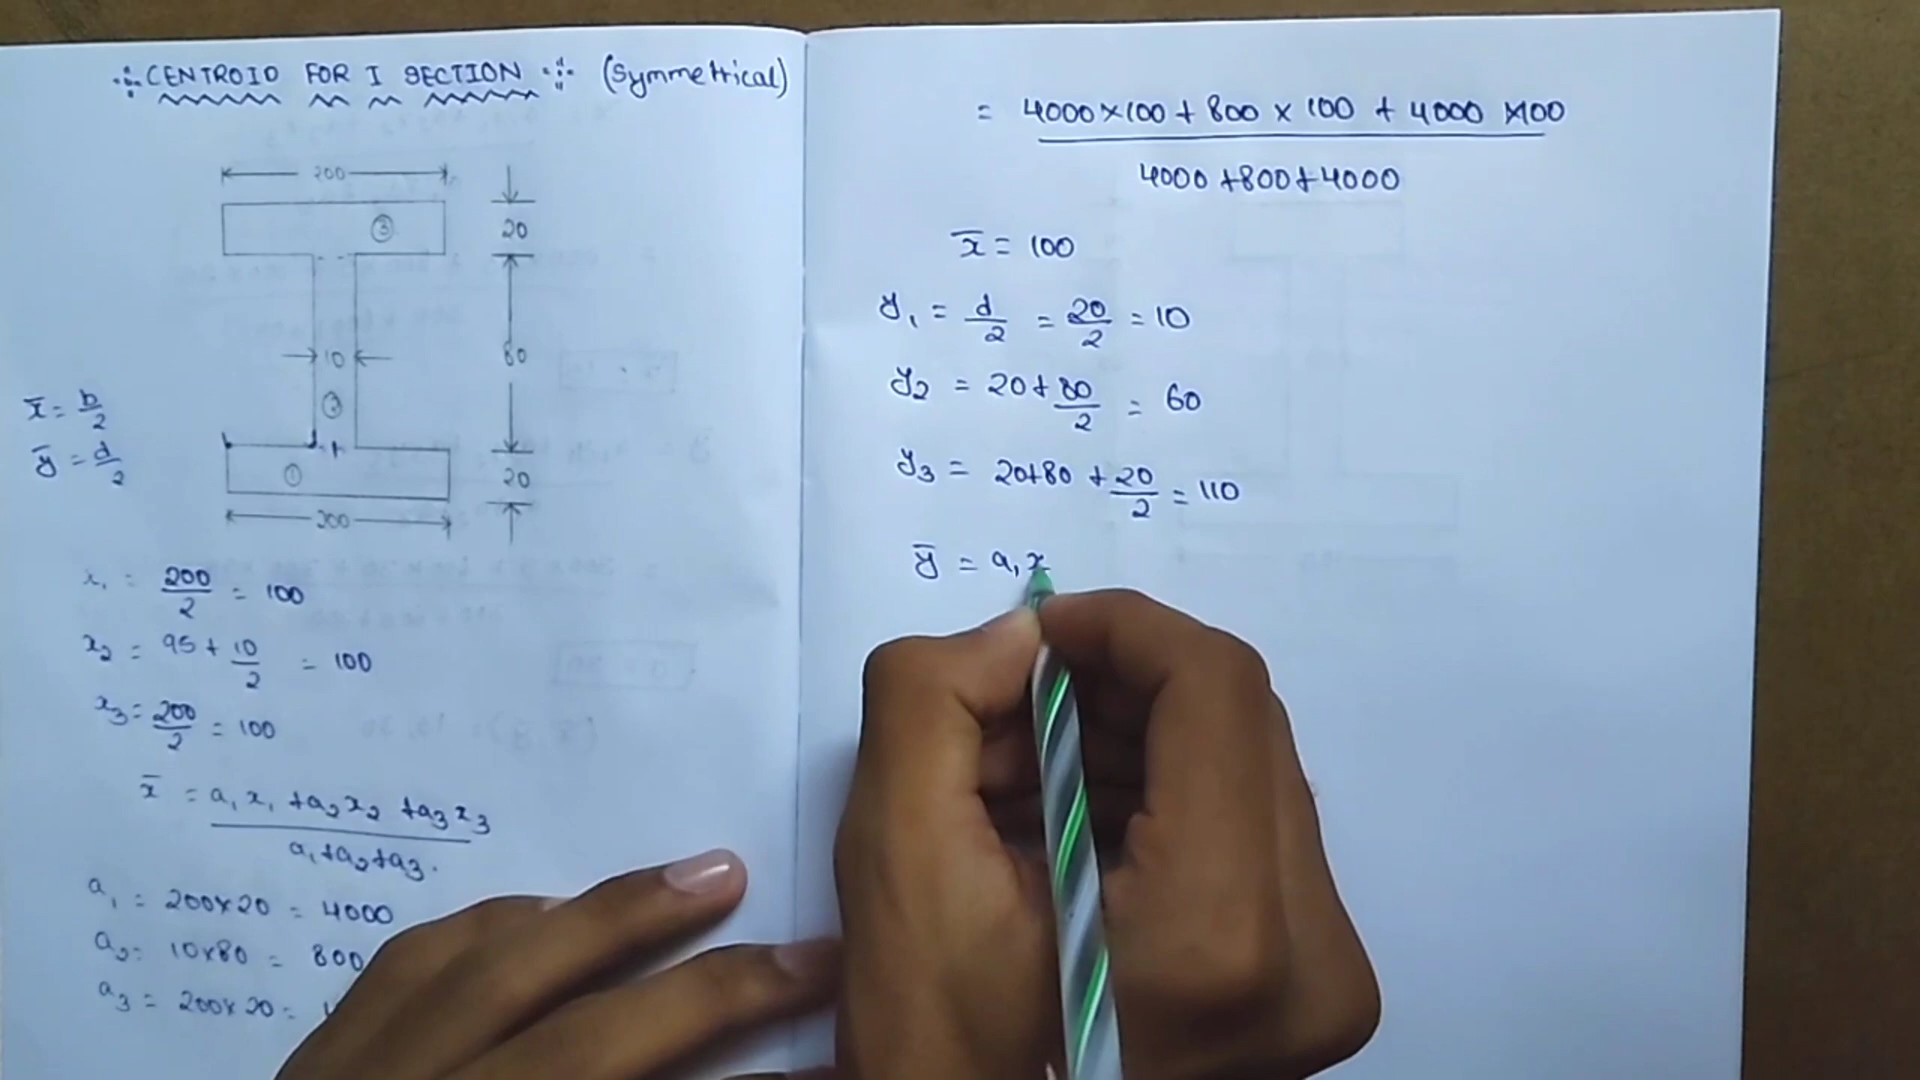 CENTROID FOR I SECTION (Symmetrical)
200
③
20
10
80
②
x̄ = b/2
ȳ = d/2
①
20
200
x₁ = 200/2 = 100
x₂ = 95 + 10/2 = 100
x₃ = 200/2 = 100
x̄ = a₁x₁ + a₂x₂ + a₃x₃
a₁ + a₂ + a₃.
a₁ = 200×20 = 4000
a₂ = 10×80 = 800
a₃ = 200×20 =
= 4000×100 + 800 × 100 + 4000 ×100
4000 + 800 + 4000
x̄ = 100
y₁ = d/2 = 20/2 = 10
y₂ = 20 + 80/2 = 60
y₃ = 20+80 + 20/2 = 110
ȳ = a₁x